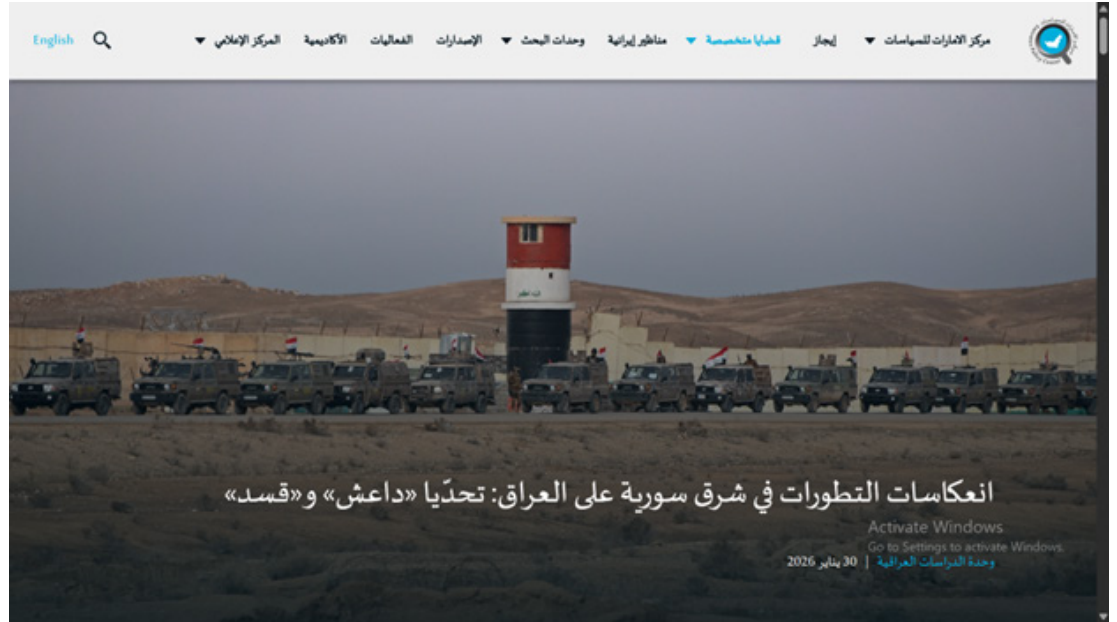 مركز الامارات للسياسات
إيجاز
قضايا متخصصة
مناظير إيرانية
وحدات البحث
الإصدارات
الفعاليات
الأكاديمية
المركز الإعلامي
English
انعكاسات التطورات في شرق سورية على العراق: تحدّيا «داعش» و«قسد»
Activate Windows
Go to Settings to activate Windows.
وحدة الدراسات العراقية | 30 يناير 2026